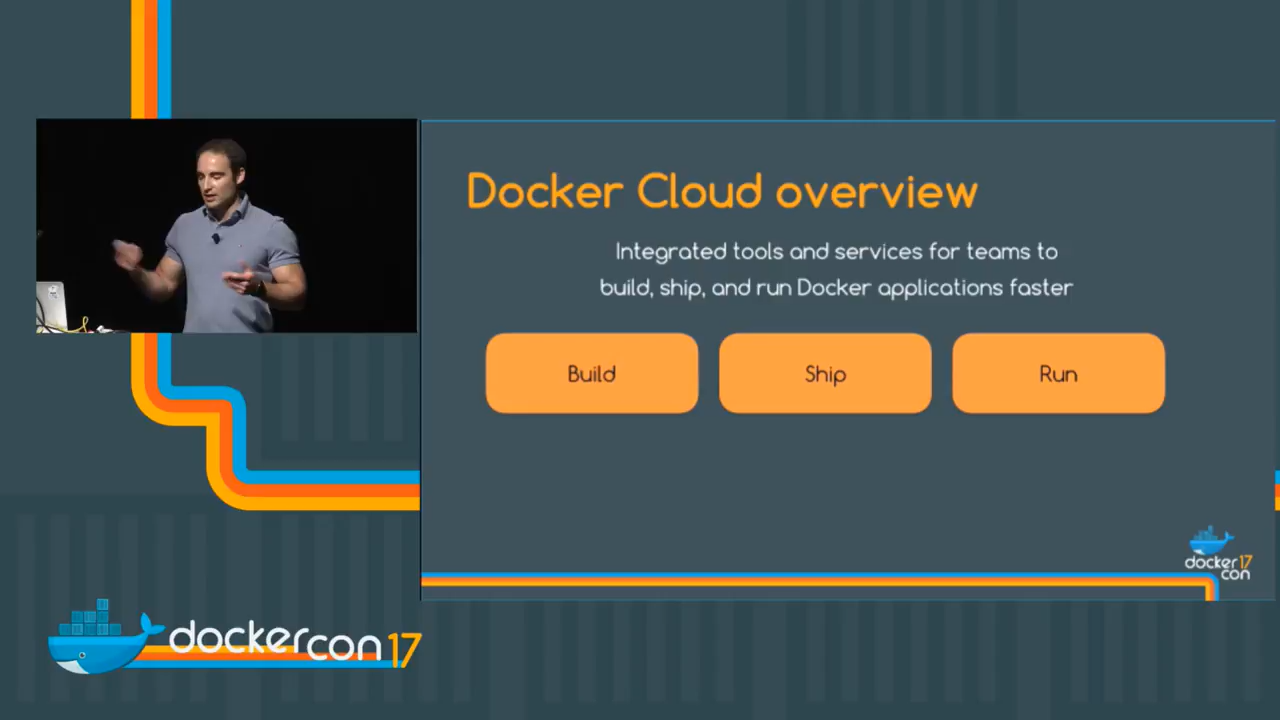 Docker Cloud overview
Integrated tools and services for teams to
build, ship, and run Docker applications faster
Build
Ship
Run
docker 17
con
dockercon 17